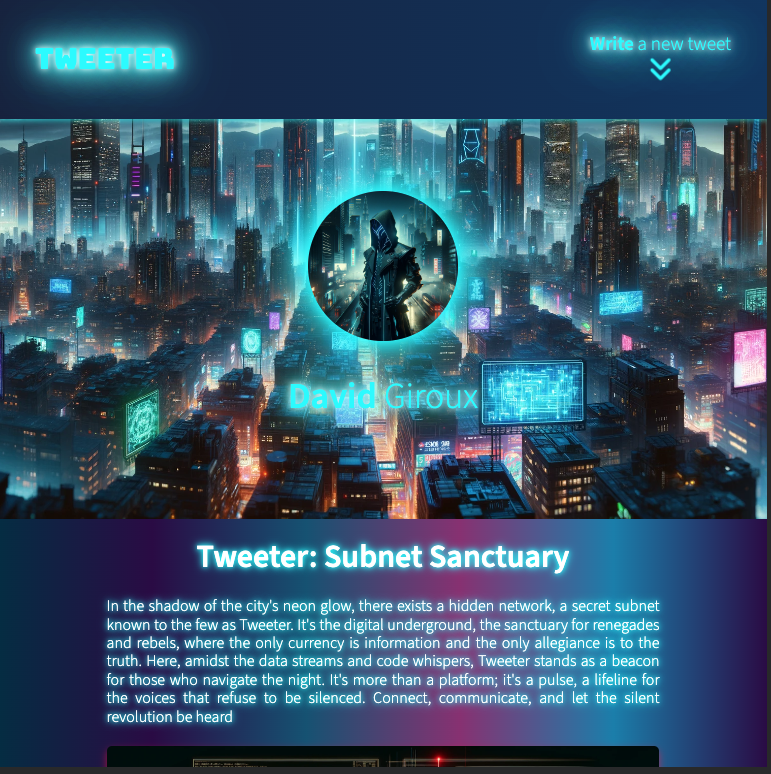 TWEETER
Write a new tweet
David Giroux
Tweeter: Subnet Sanctuary
In the shadow of the city's neon glow, there exists a hidden network, a secret subnet
known to the few as Tweeter. It's the digital underground, the sanctuary for renegades
and rebels, where the only currency is information and the only allegiance is to the
truth. Here, amidst the data streams and code whispers, Tweeter stands as a beacon
for those who navigate the night. It's more than a platform; it's a pulse, a lifeline for
the voices that refuse to be silenced. Connect, communicate, and let the silent
revolution be heard